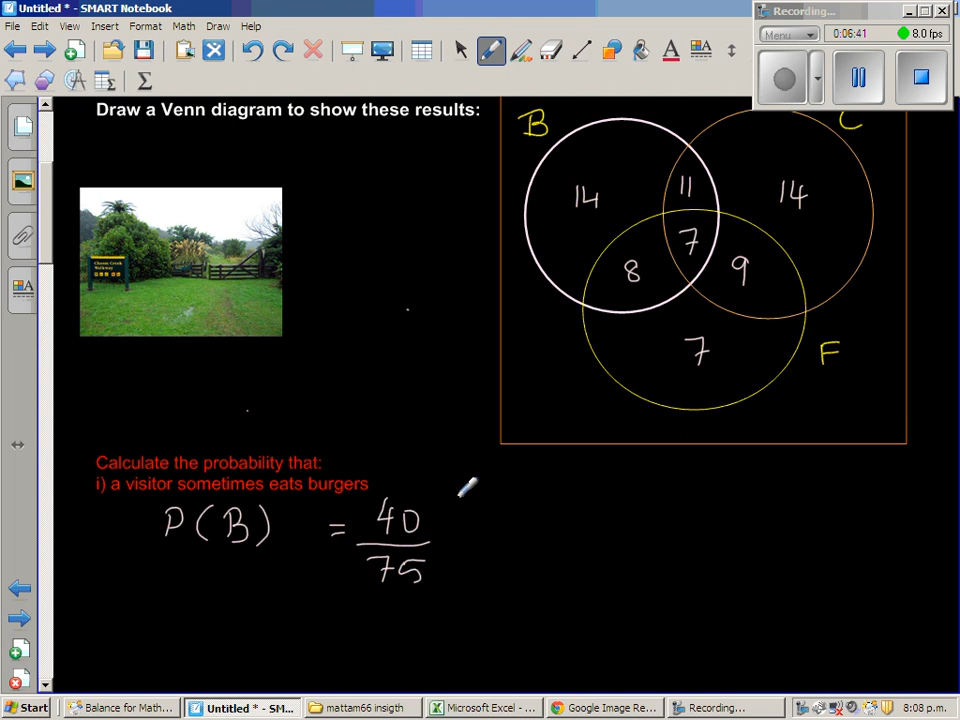 Untitled * - SMART Notebook
Recording...
File Edit View Insert Format Math Draw Help
Menu
0:06:41
8.0 fps
Draw a Venn diagram to show these results:
B
C
14
11
14
7
8
9
7
F
Calculate the probability that:
i) a visitor sometimes eats burgers
P(B) = 40
75
Start
Balance for Math...
Untitled * - SM...
mattam66 insigth
Microsoft Excel - ...
Google Image Re...
Recording...
8:08 p.m.